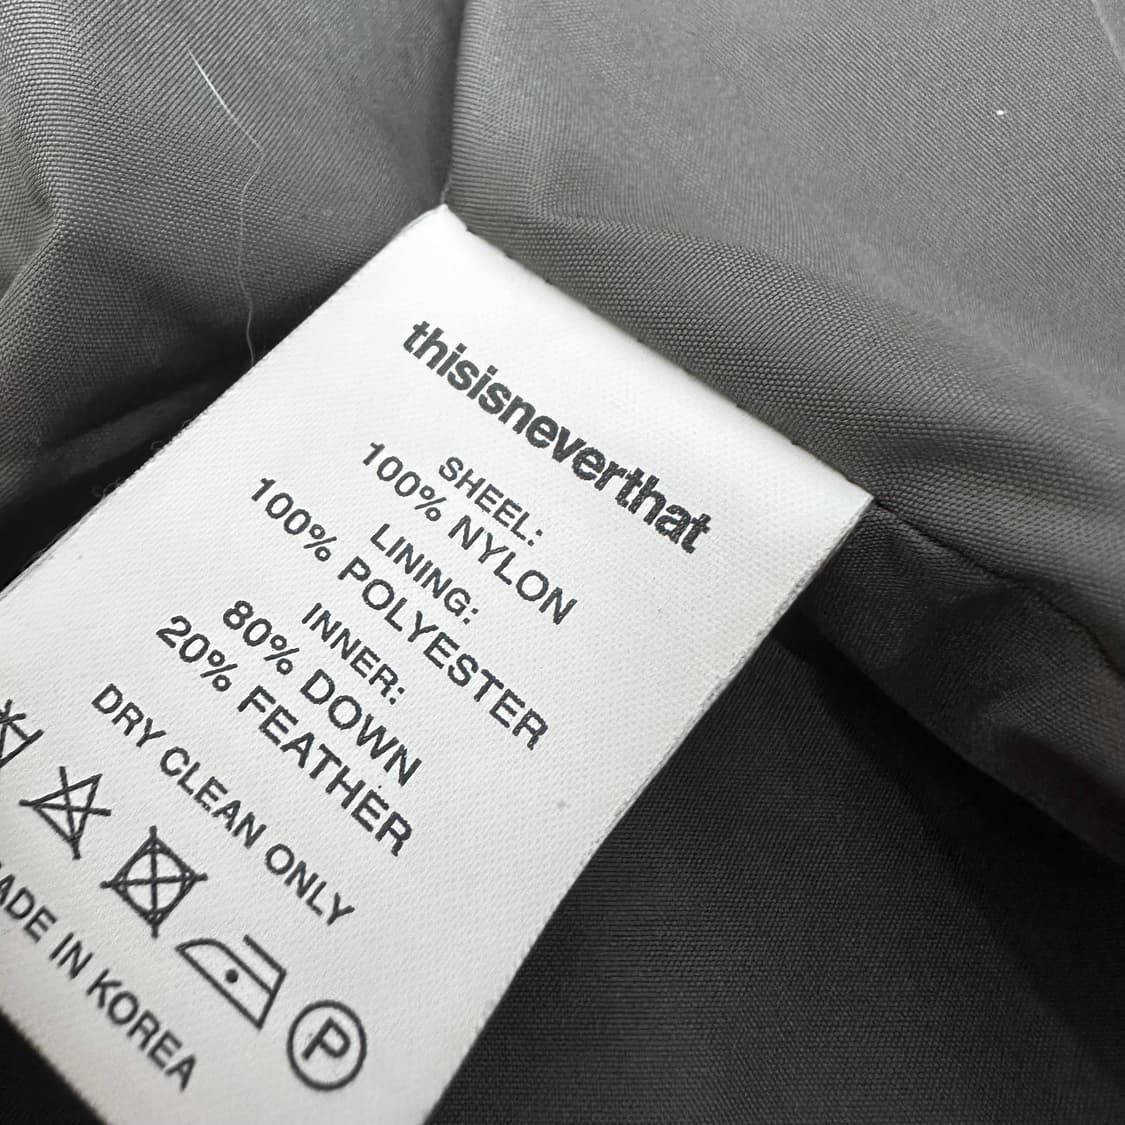 thisisneverthat
SHEEL:
100% NYLON
LINING:
100% POLYESTER
INNER:
80% DOWN
20% FEATHER
DRY CLEAN ONLY
P
ADE IN KOREA